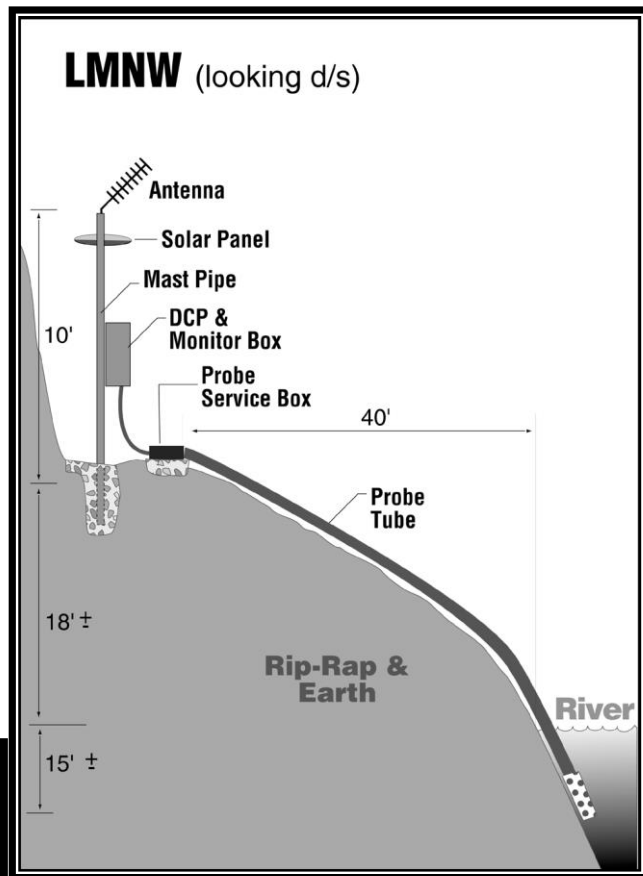 LMNW (looking d/s)
Antenna
Solar Panel
Mast Pipe
10'
DCP &
Monitor Box
Probe
Service Box
40'
Probe
Tube
18' ±
Rip-Rap &
Earth
River
15' ±